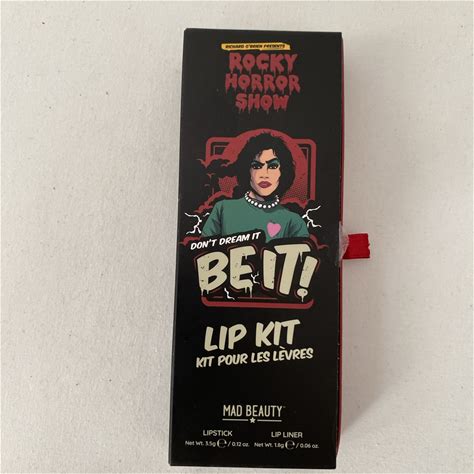 RICHARD O'BRIEN PRESENTS
ROCKY
HORROR
SHOW
DON'T DREAM IT
BE IT!
LIP KIT
KIT POUR LES LÈVRES
MAD BEAUTY™
LIPSTICK
Net Wt. 3.5g ℮ / 0.12 oz.
LIP LINER
Net Wt. 1.8g ℮ / 0.06 oz.